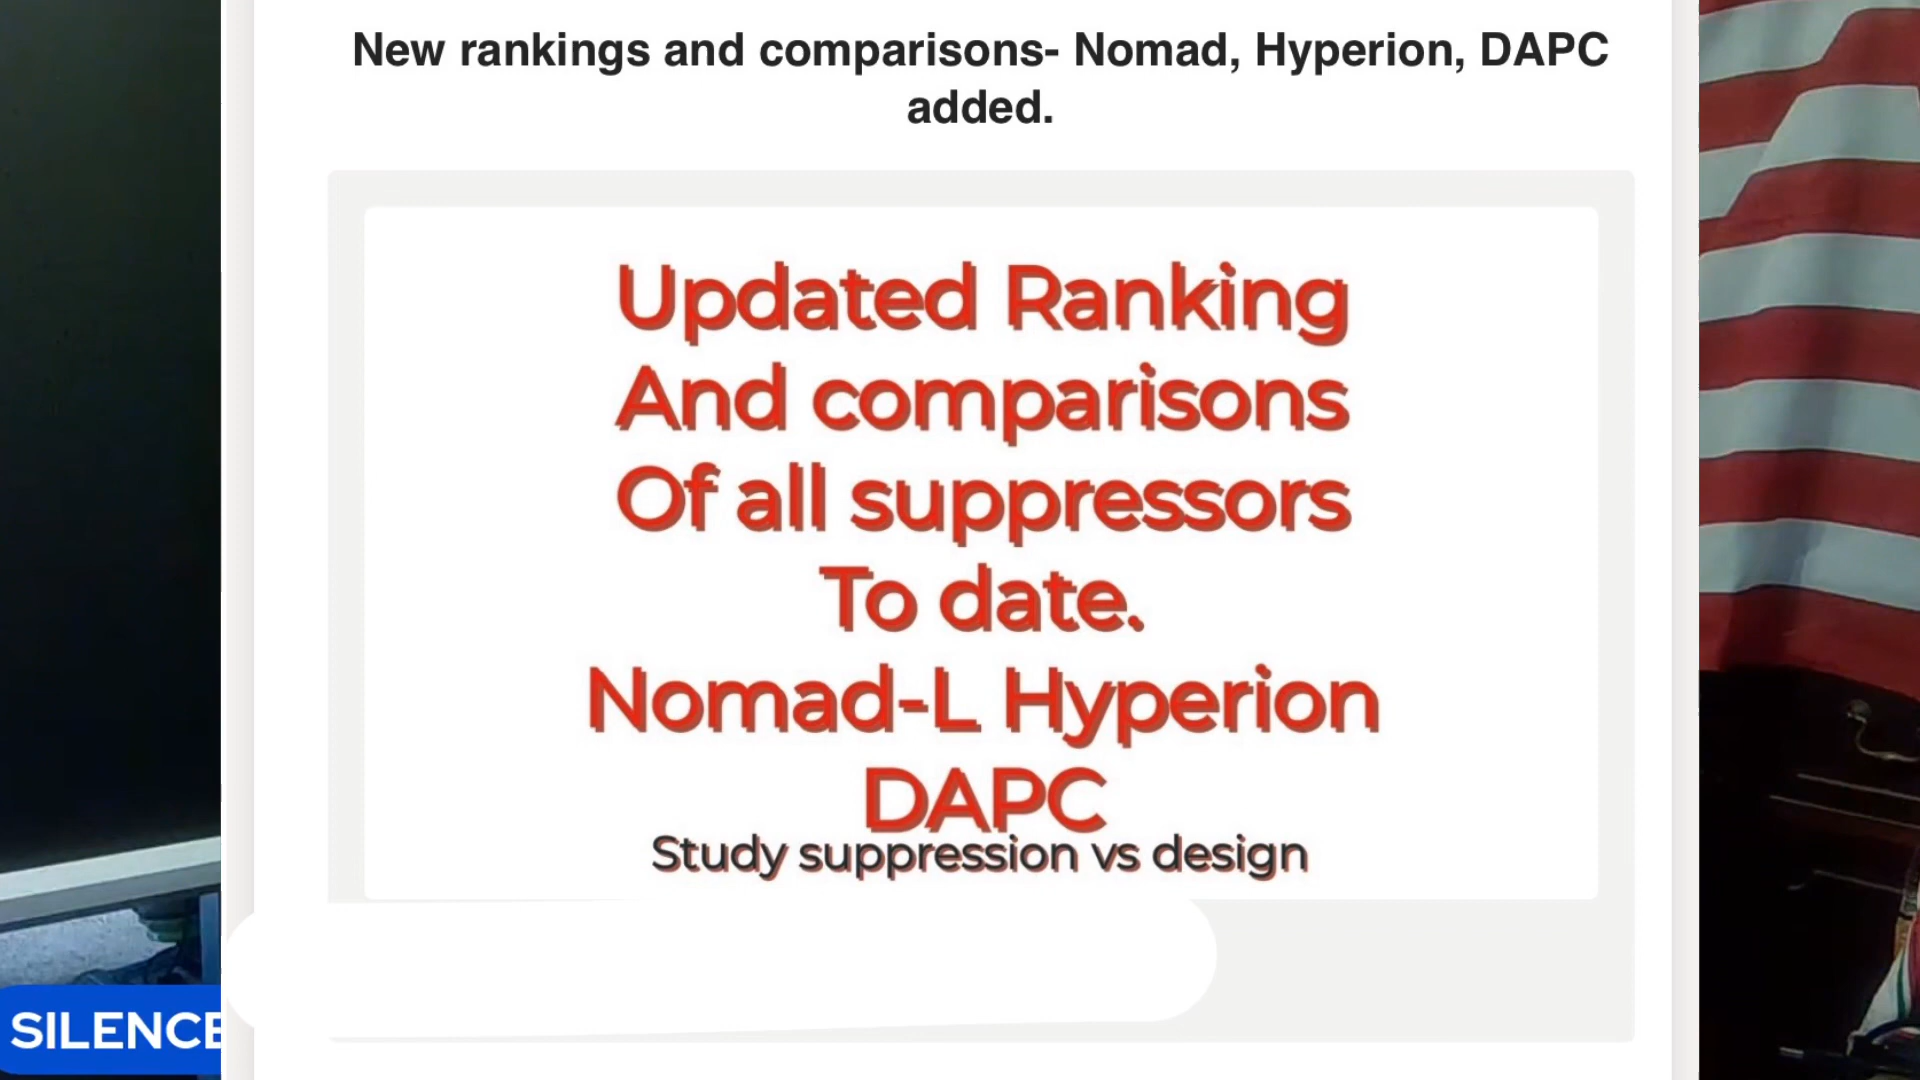 New rankings and comparisons- Nomad, Hyperion, DAPC
added.
Updated Ranking
And comparisons
Of all suppressors
To date.
Nomad-L Hyperion
DAPC
Study suppression vs design
SILENCE